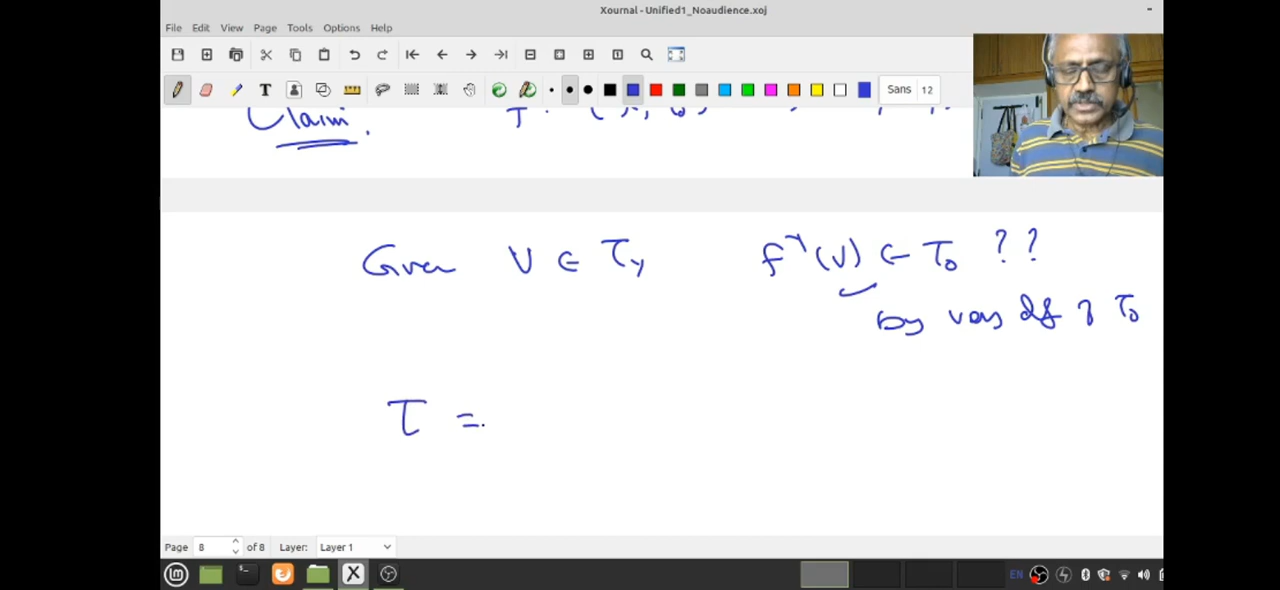 Xournal - Unified1_Noaudience.xoj
File Edit View Page Tools Options Help
Sans 12
Claim.
Given V ∈ τ_Y f⁻¹(V) ∈ τ_0 ??
by very def of τ_0
τ =
Page 8 of 8 Layer: Layer 1
EN